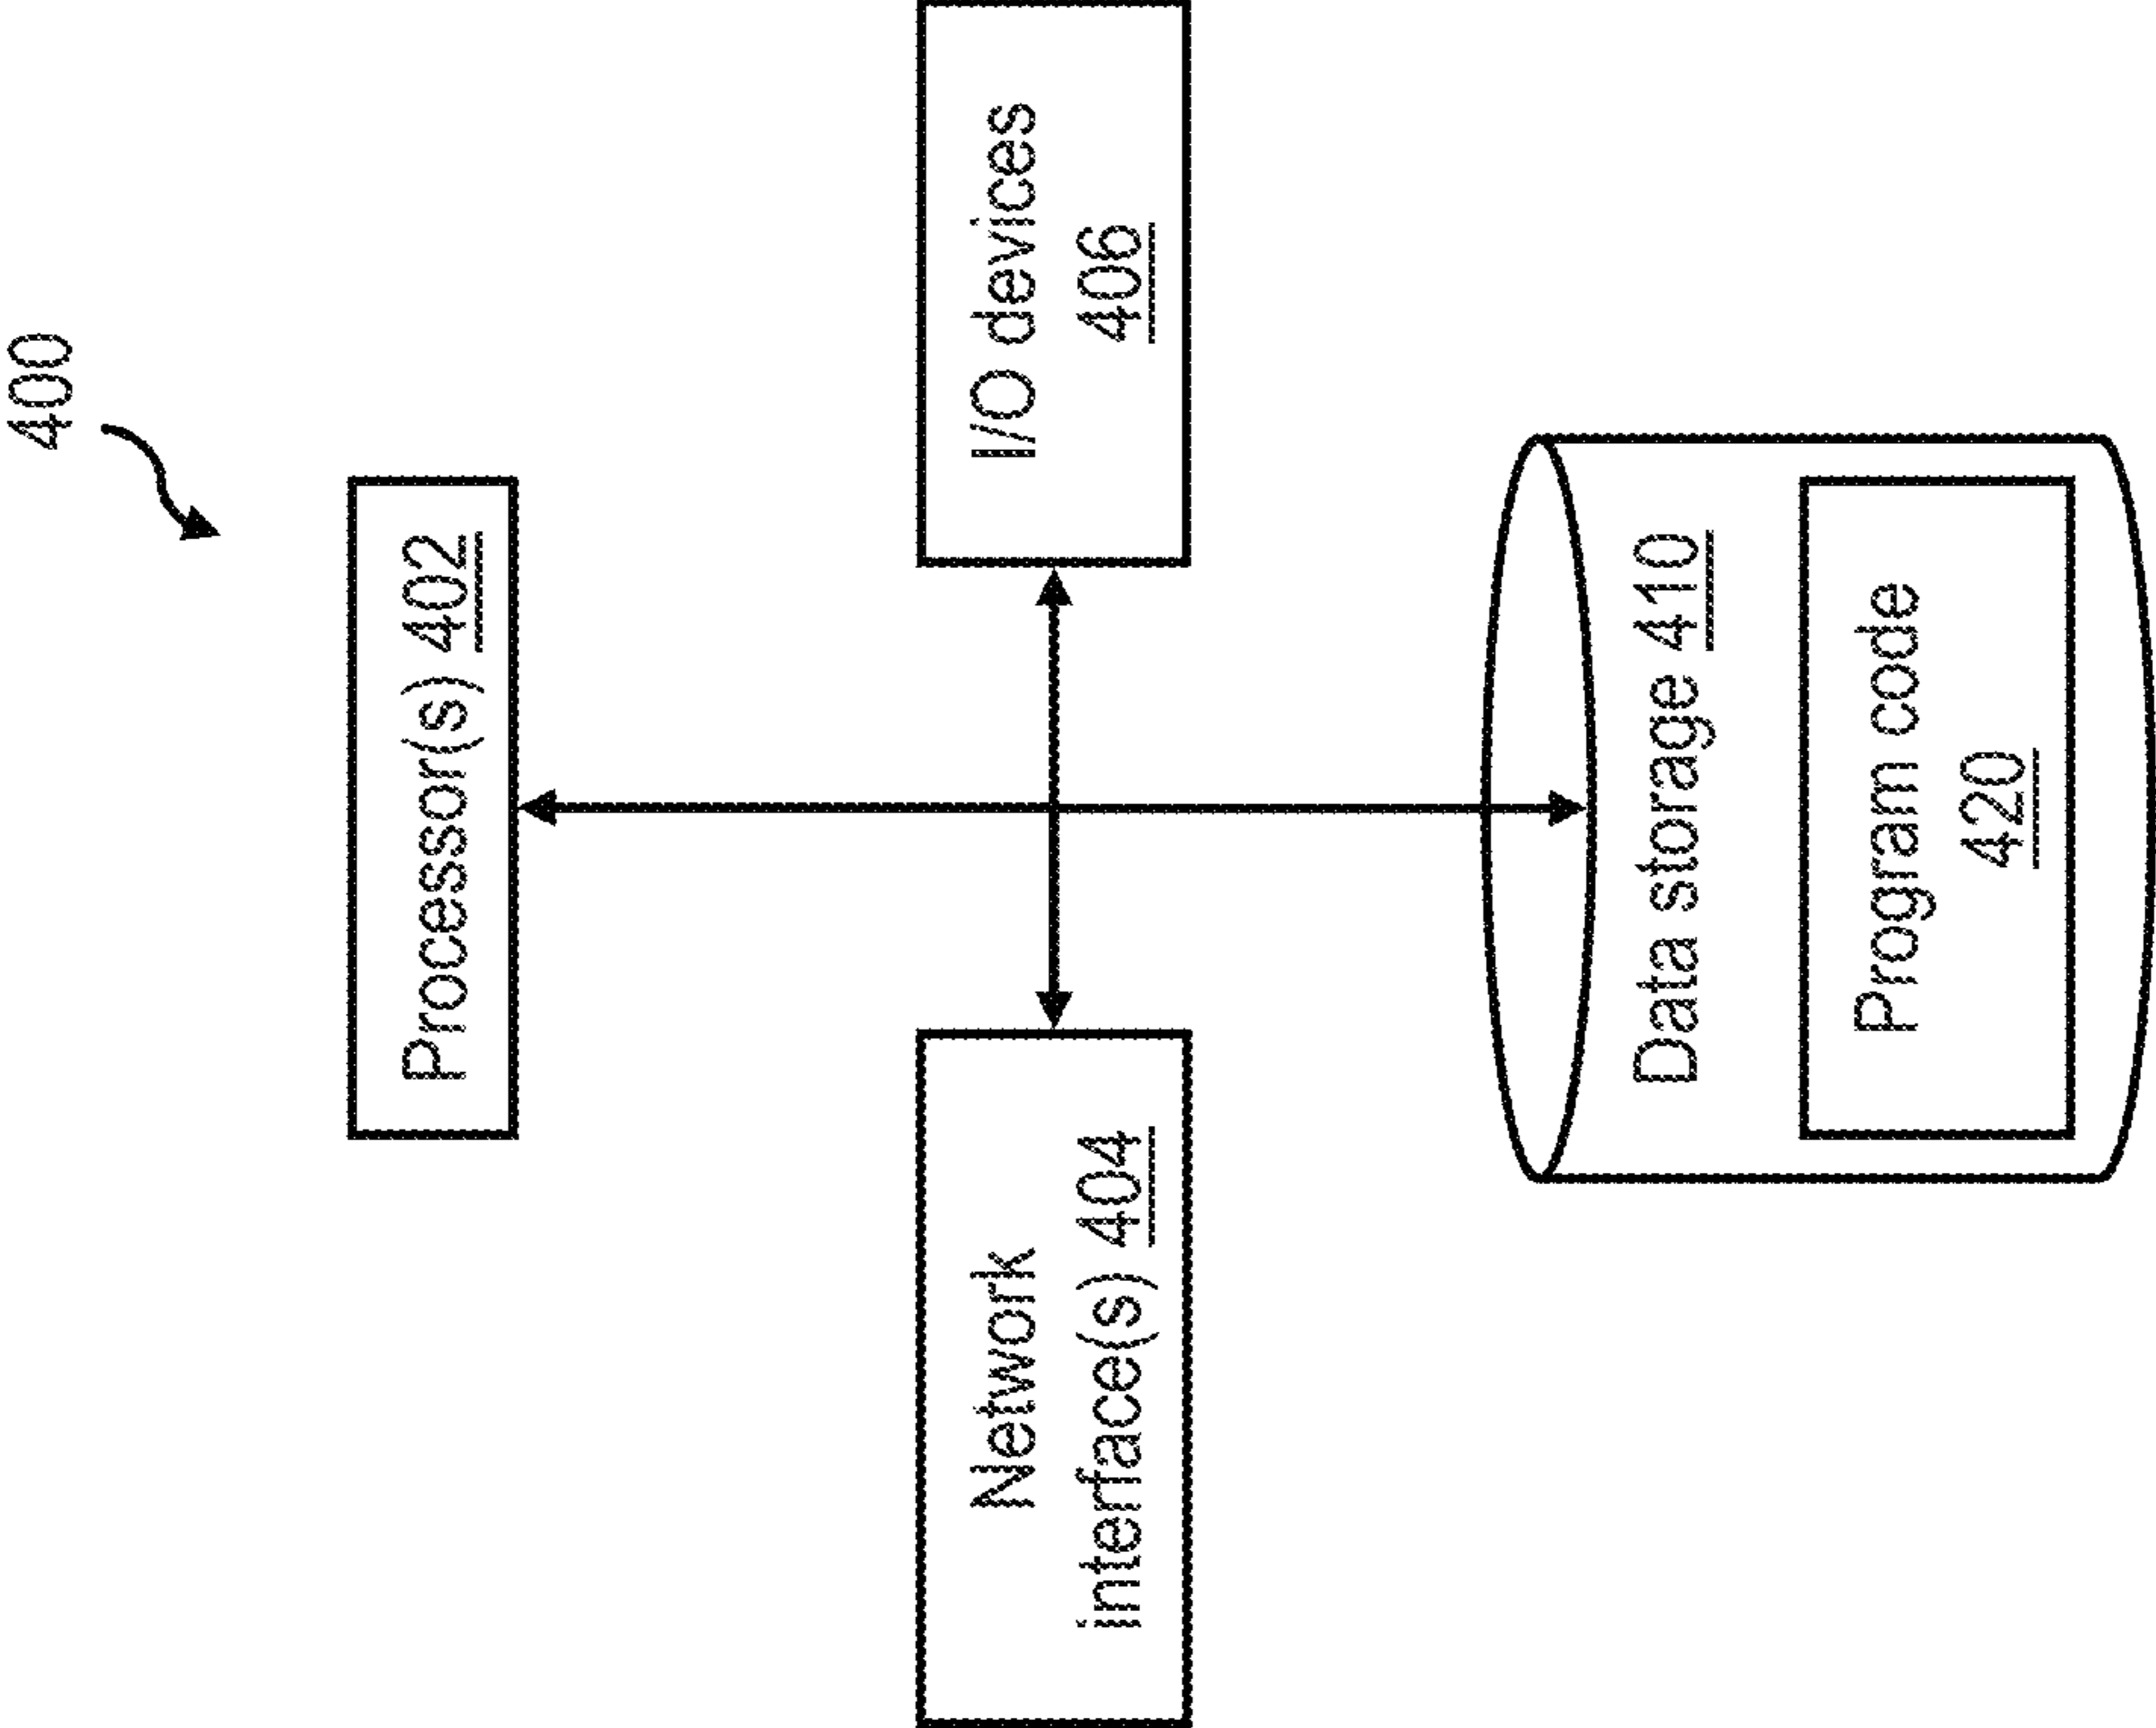 400
Processor(s) 402
Network
interface(s) 404
I/O devices
406
Data storage 410
Program code
420